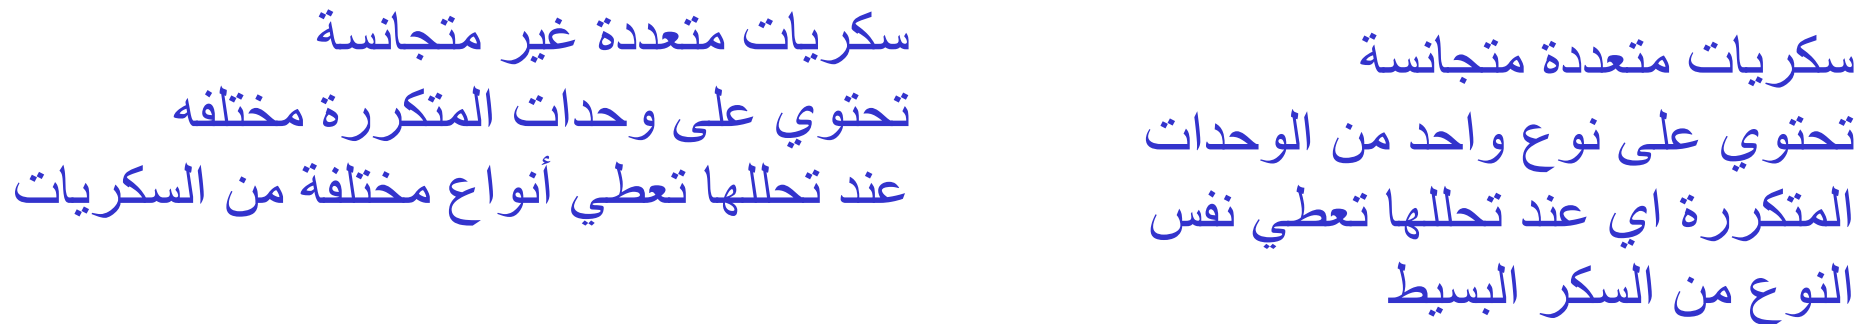 سكريات متعددة متجانسة
تحتوي على نوع واحد من الوحدات
المتكررة اي عند تحللها تعطي نفس
النوع من السكر البسيط
سكريات متعددة غير متجانسة
تحتوي على وحدات المتكررة مختلفه
عند تحللها تعطي أنواع مختلفة من السكريات